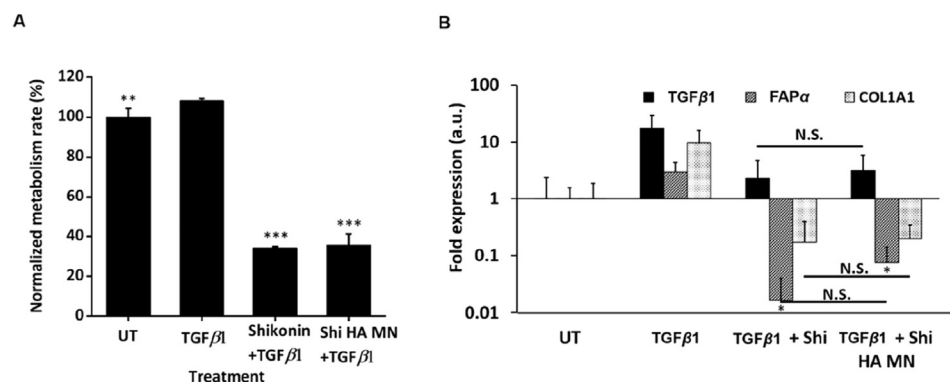 A
Normalized metabolism rate (%)
120
100
80
60
40
20
0
**
***
***
UT
TGFβ1
Shikonin +TGFβ1
Shi HA MN +TGFβ1
Treatment
B
Fold expression (a.u.)
100
10
1
0.1
0.01
TGFβ1 FAPα COL1A1
N.S.
*
N.S.
*
N.S.
UT
TGFβ1
TGFβ1 + Shi
TGFβ1 + Shi
HA MN